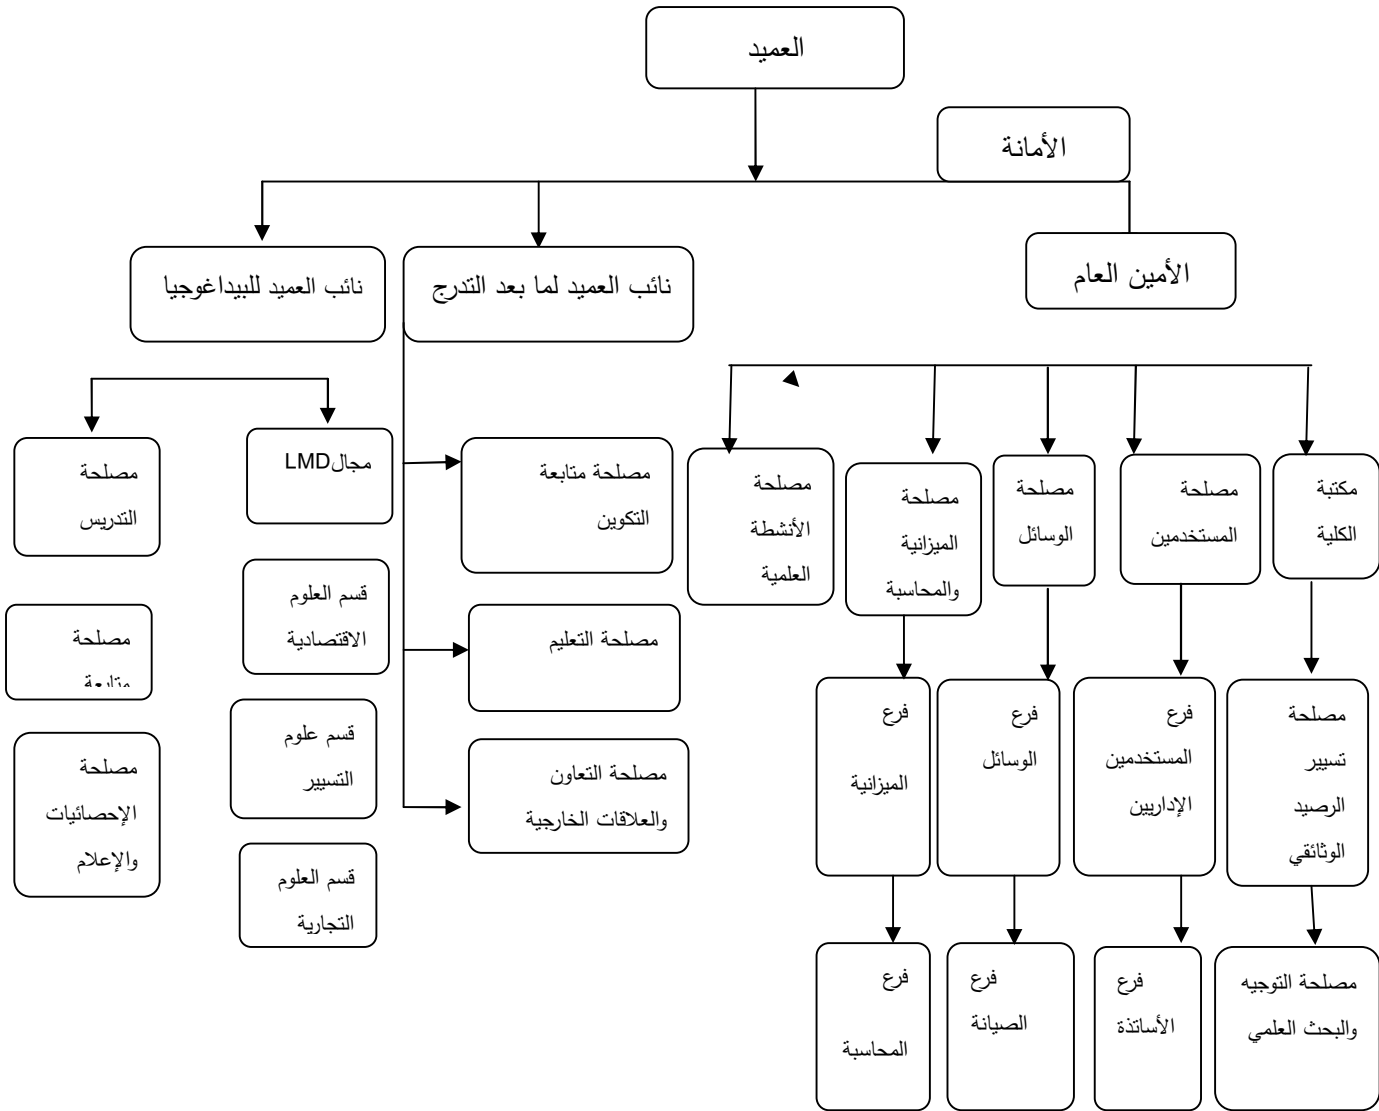 العميد
الأمانة
الأمين العام
نائب العميد لما بعد التدرج
نائب العميد للبيداغوجيا
مكتبة
الكلية
مصلحة
المستخدمين
مصلحة
الوسائل
مصلحة
الميزانية
والمحاسبة
مصلحة
الأنشطة
العلمية
مصلحة متابعة
التكوين
مجالLMD
مصلحة
التدريس
قسم العلوم
الاقتصادية
مصلحة التعليم
مصلحة
متابعة
مصلحة
تسيير
الرصيد
الوثائقي
فرع
المستخدمين
الإداريين
فرع
الوسائل
فرع
الميزانية
مصلحة التعاون
والعلاقات الخارجية
قسم علوم
التسيير
مصلحة
الإحصائيات
والإعلام
قسم العلوم
التجارية
مصلحة التوجيه
والبحث العلمي
فرع
الأساتذة
فرع
الصيانة
فرع
المحاسبة